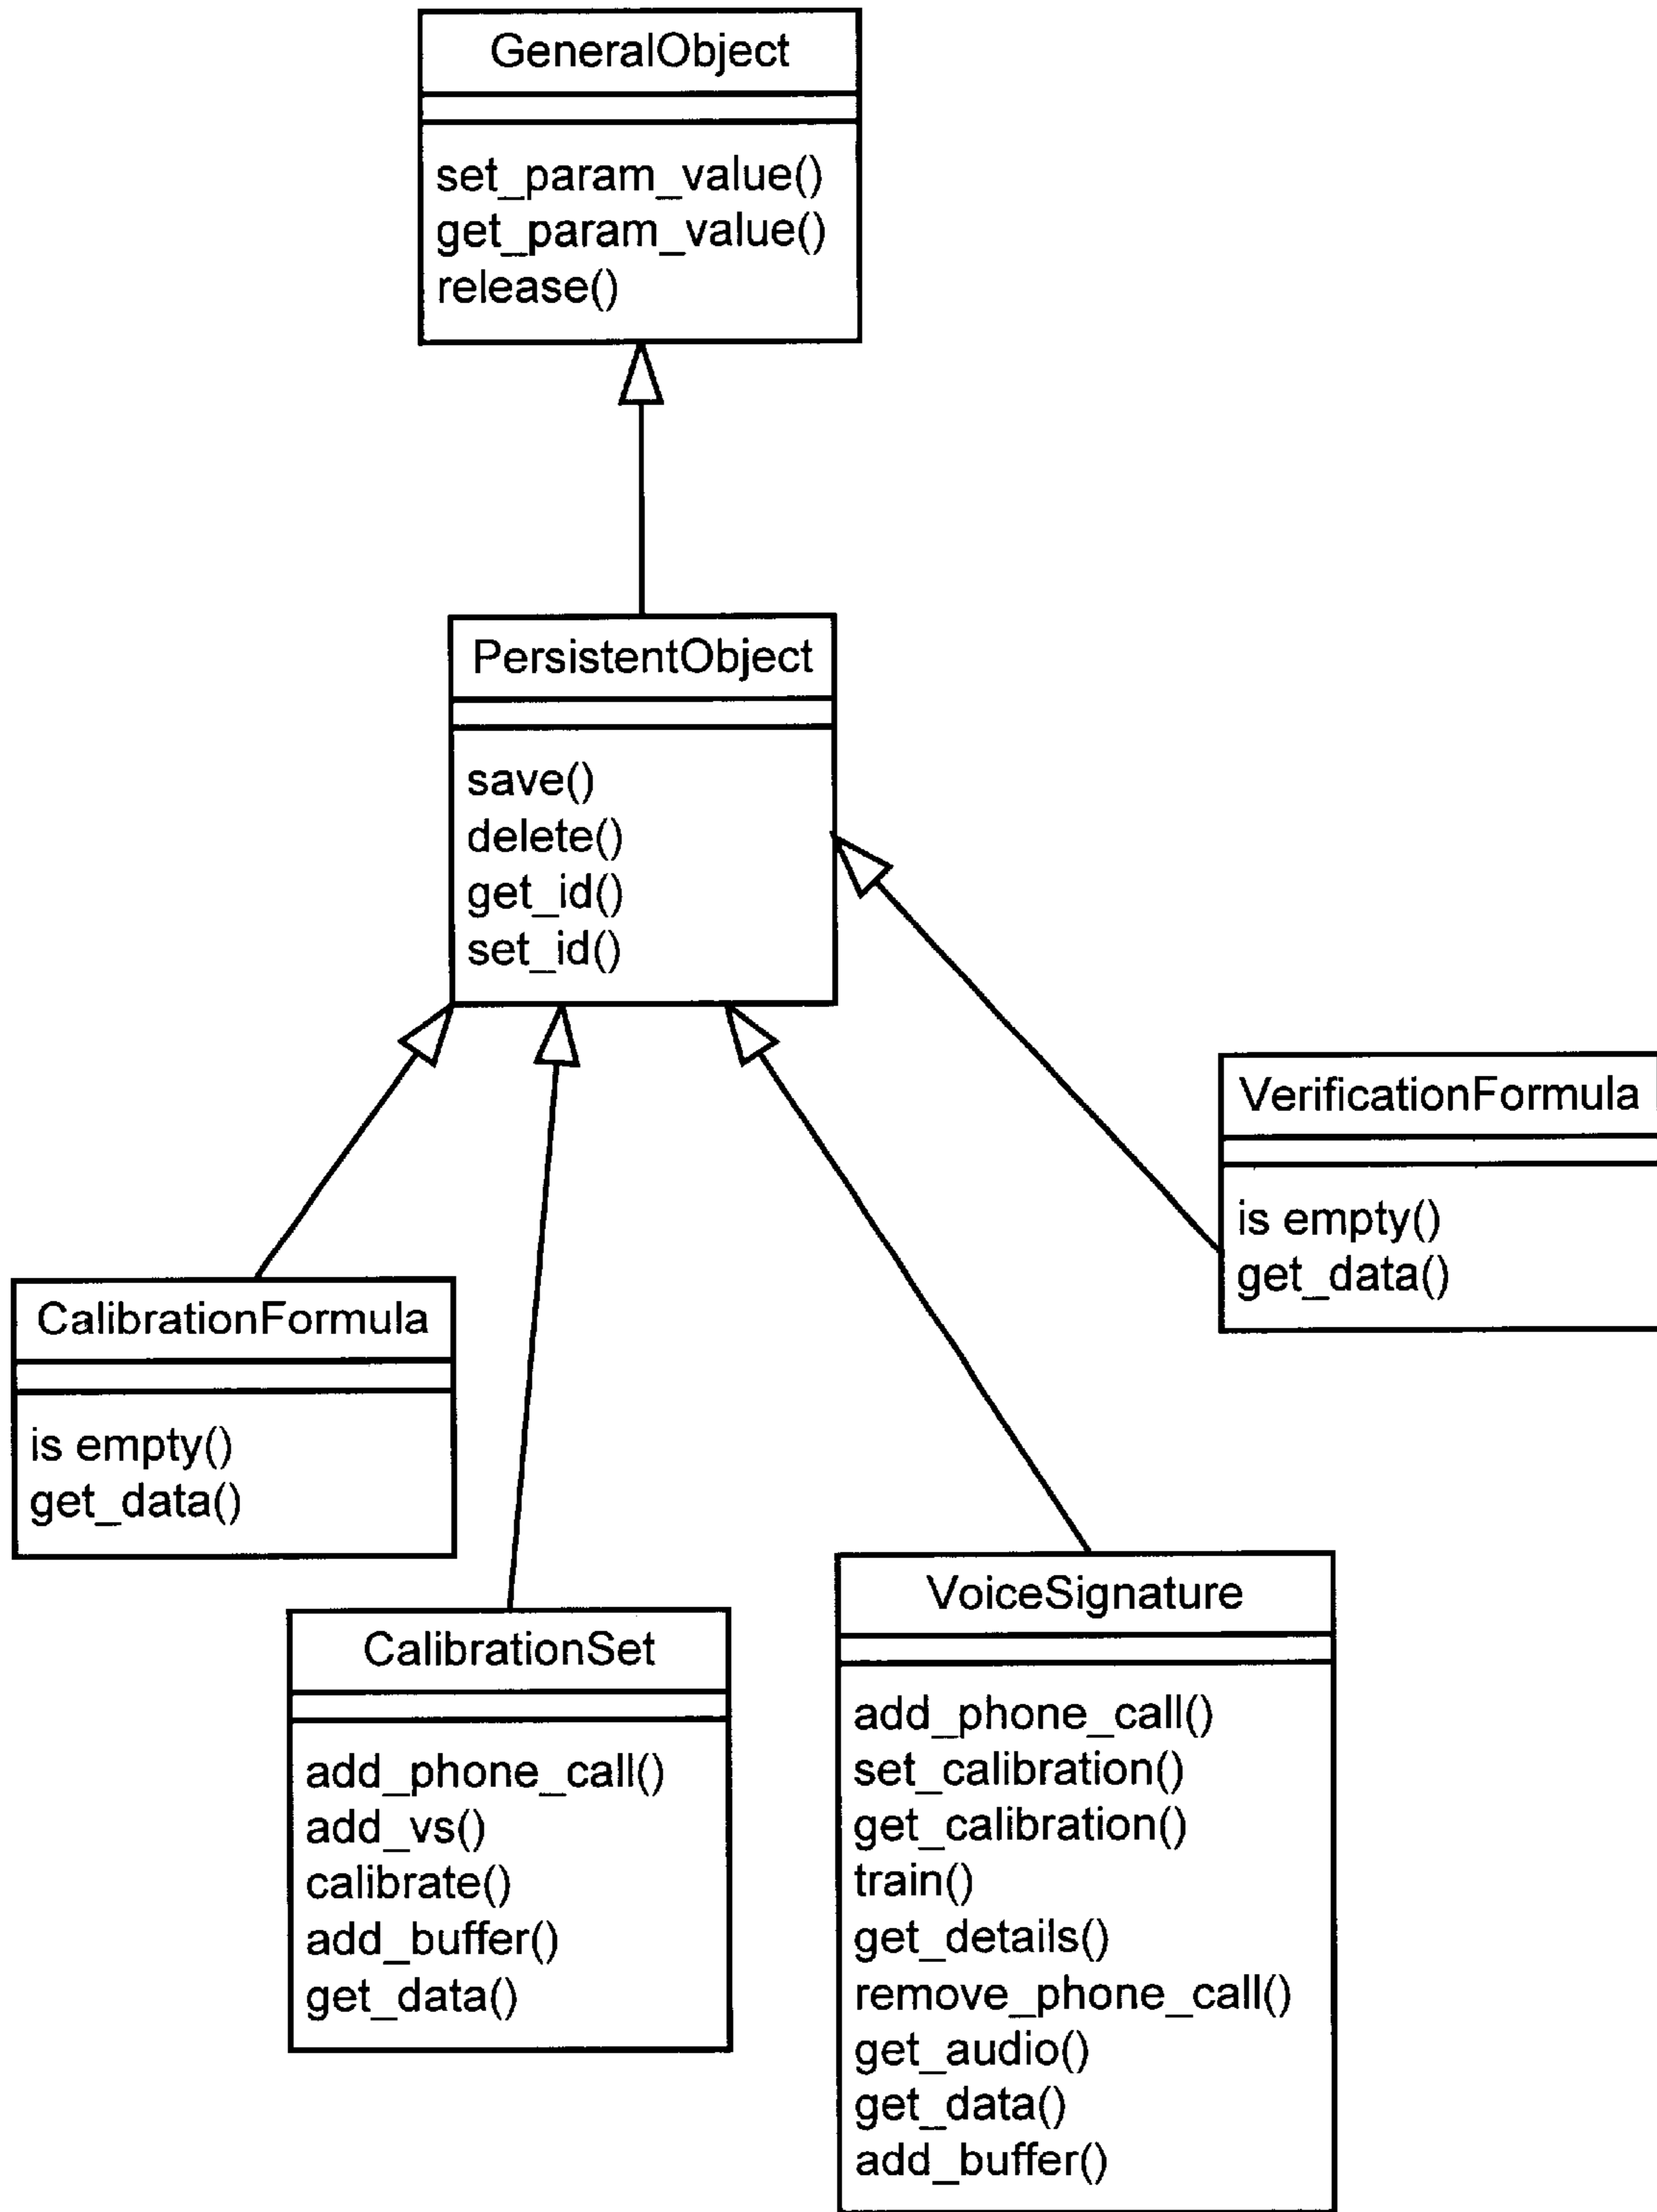 GeneralObject
set_param_value()
get_param_value()
release()
PersistentObject
save()
delete()
get_id()
set_id()
VerificationFormula
is empty()
get_data()
CalibrationFormula
is empty()
get_data()
CalibrationSet
add_phone_call()
add_vs()
calibrate()
add_buffer()
get_data()
VoiceSignature
add_phone_call()
set_calibration()
get_calibration()
train()
get_details()
remove_phone_call()
get_audio()
get_data()
add_buffer()